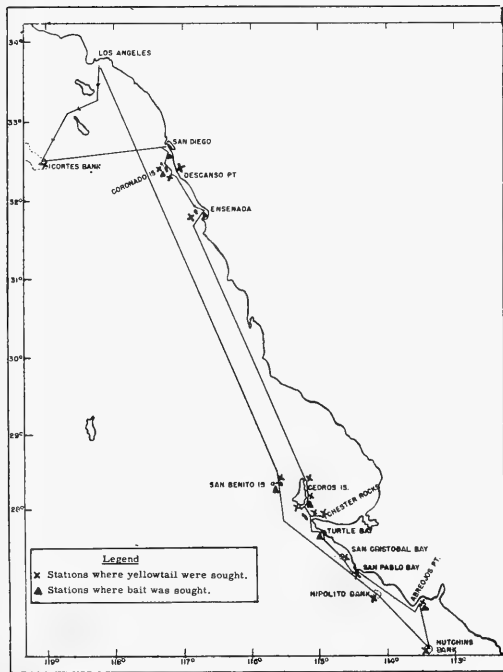 34°
LOS ANGELES
33°
SAN DIEGO
CORTES BANK
CORONADO IS
DESCANSO PT
32°
ENSENADA
31°
30°
29°
SAN BENITO IS
CEDROS IS.
CHESTER ROCKS
28°
TURTLE BAY
SAN CRISTOBAL BAY
SAN PABLO BAY
ABREOJOS PT.
HIPOLITO BANK
HUTCHINS
BANK
Legend
x Stations where yellowtail were sought.
▲ Stations where bait was sought.
119°
118°
117°
116°
115°
114°
113°